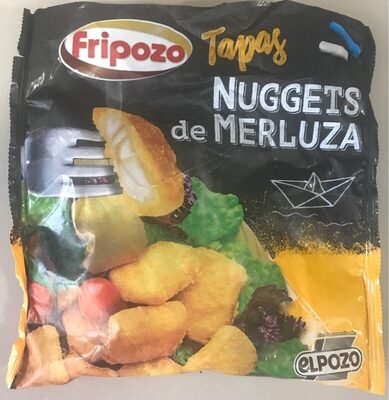 Fripozo
Tapas
NUGGETS
de MERLUZA
ELPOZO